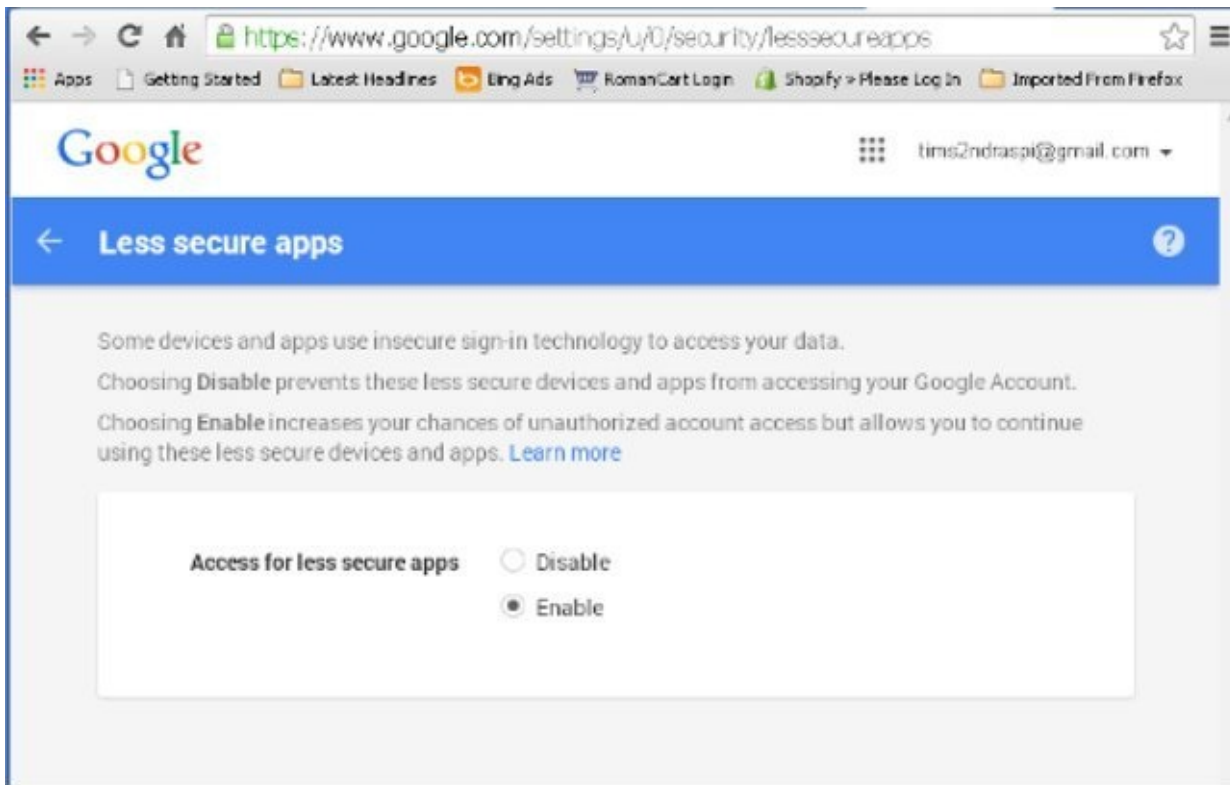 https://www.google.com/settings/u/0/security/lesssecureapps
Apps Getting Started Latest Headlines Bing Ads RomanCart Login Shopify » Please Log In Imported From Firefox
Google tims2ndraspi@gmail.com
Less secure apps
Some devices and apps use insecure sign-in technology to access your data.
Choosing Disable prevents these less secure devices and apps from accessing your Google Account.
Choosing Enable increases your chances of unauthorized account access but allows you to continue
using these less secure devices and apps. Learn more
Access for less secure apps Disable
Enable